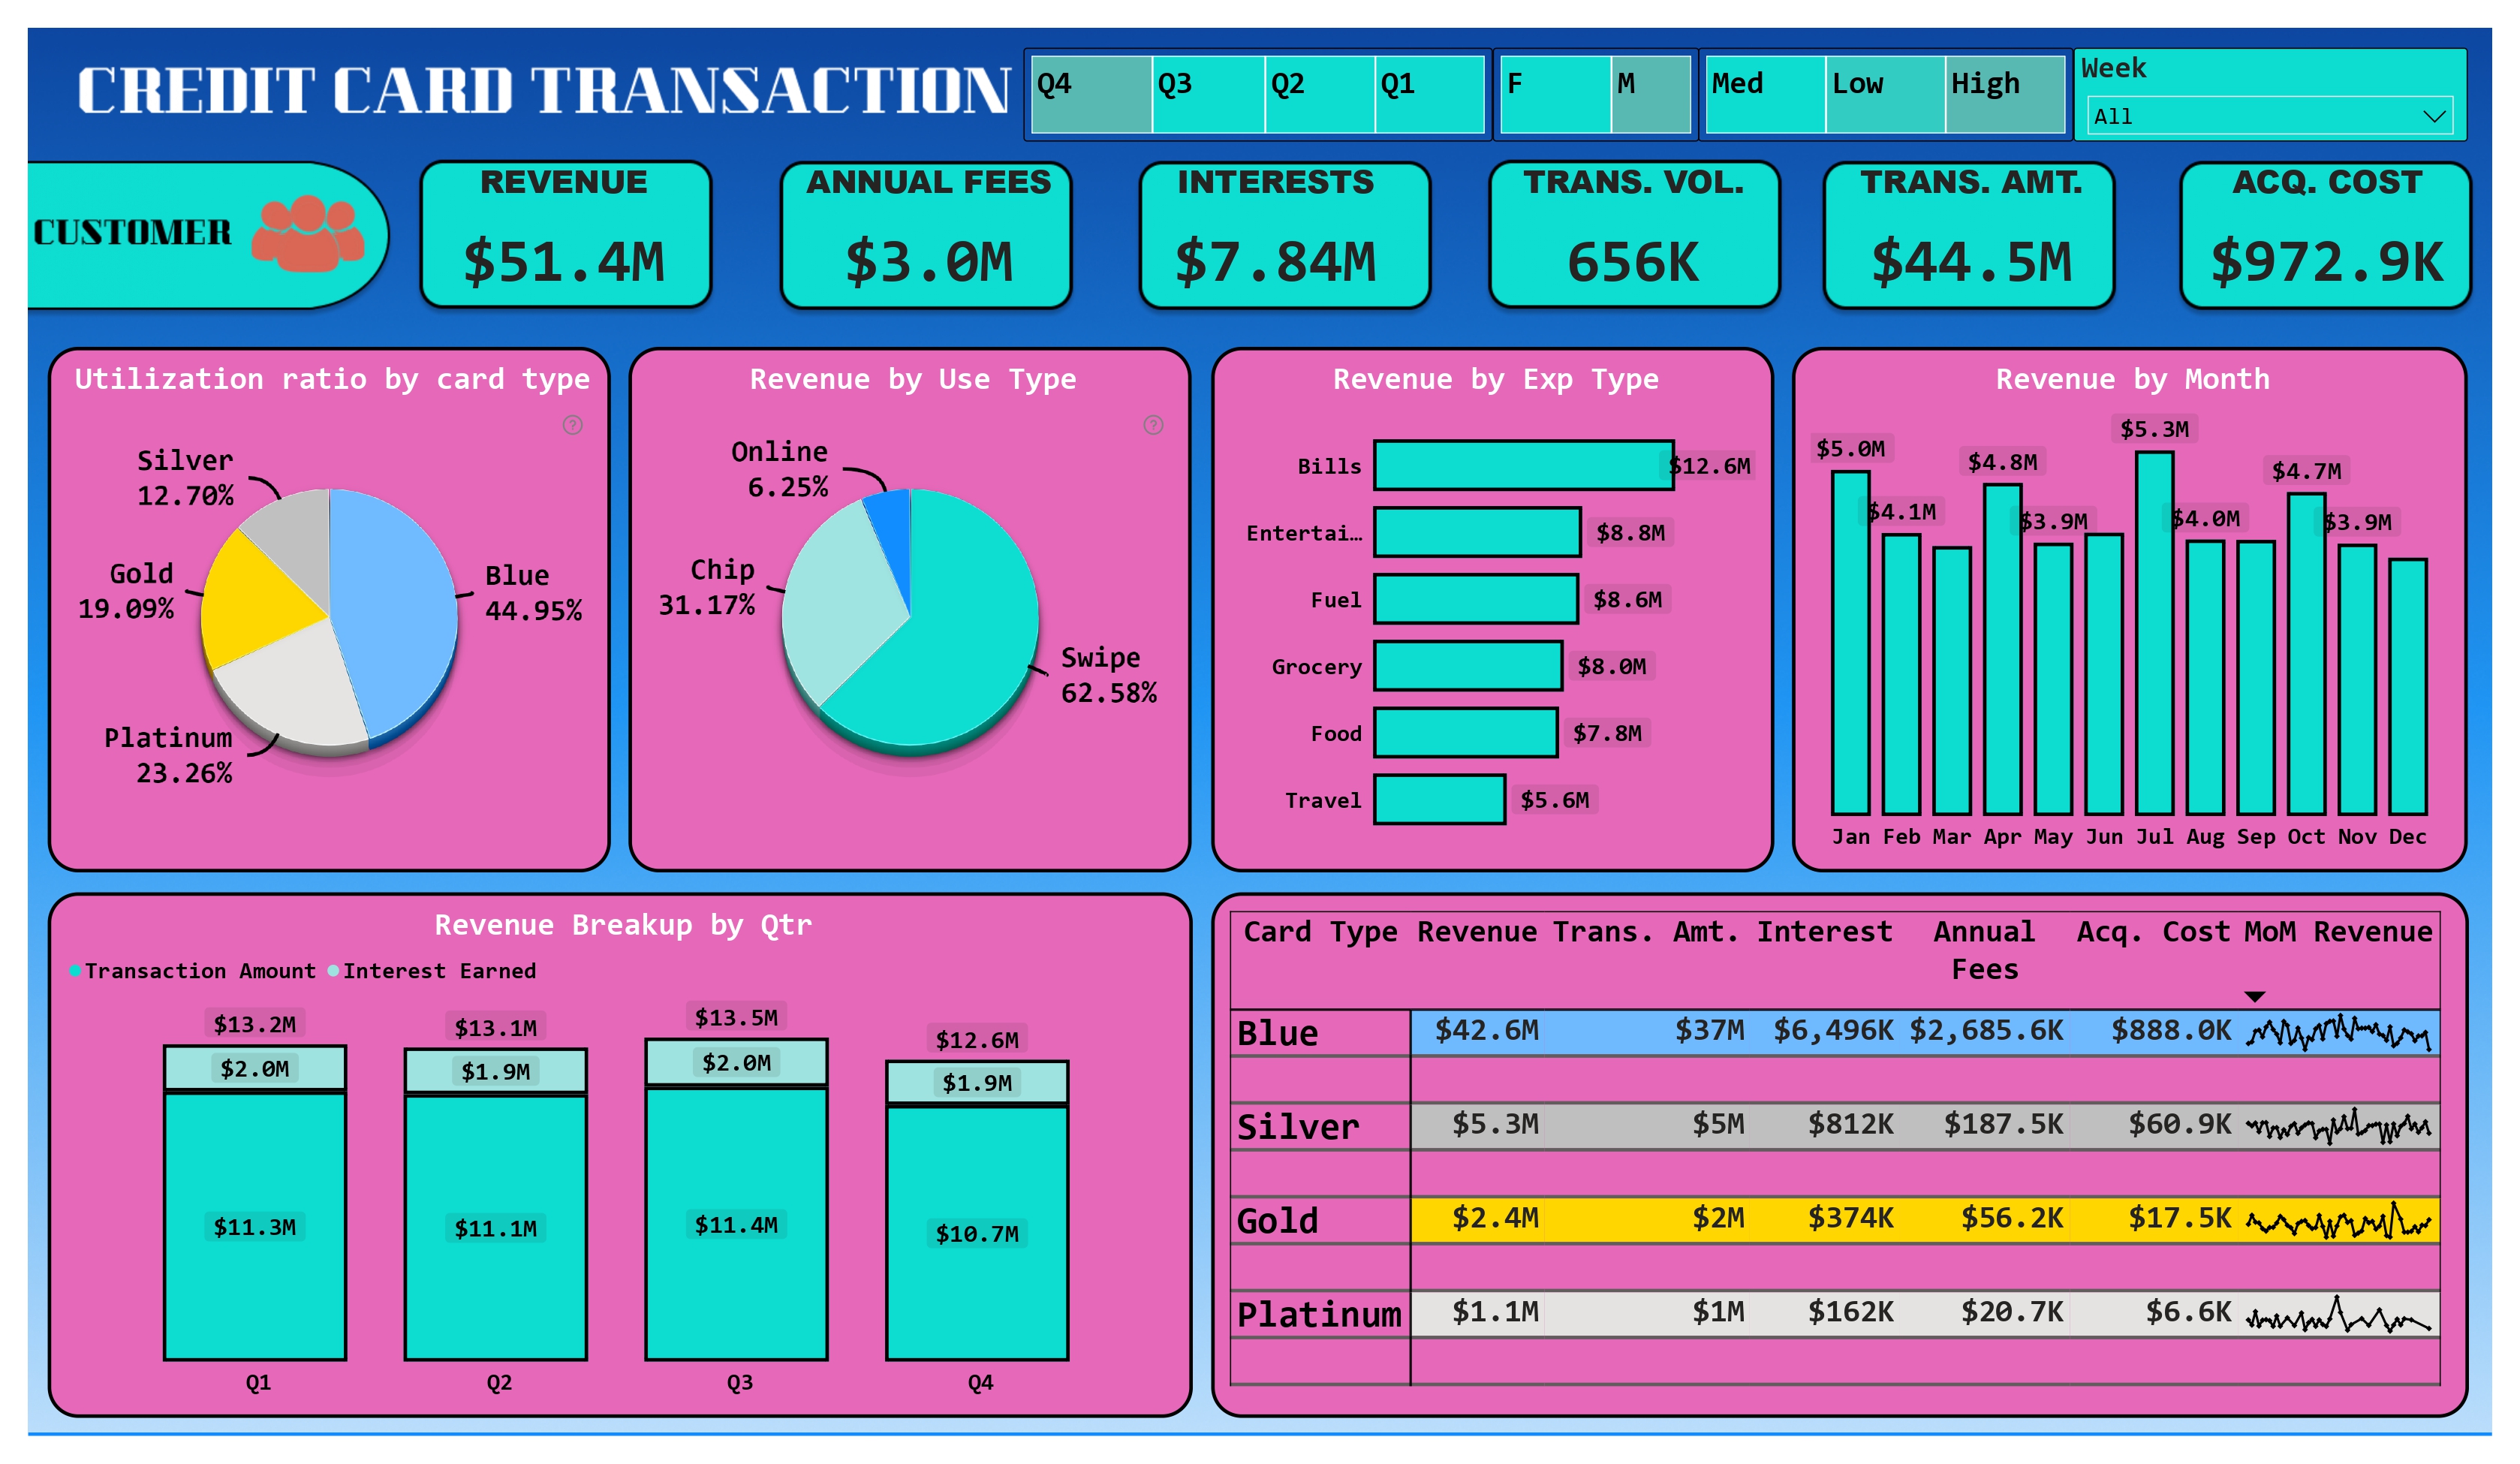 CREDIT CARD TRANSACTION
Q4 Q3 Q2 Q1
F M
Med Low High
Week
All
CUSTOMER
REVENUE
$51.4M
ANNUAL FEES
$3.0M
INTERESTS
$7.84M
TRANS. VOL.
656K
TRANS. AMT.
$44.5M
ACQ. COST
$972.9K
Utilization ratio by card type
?
Silver
12.70%
Gold
19.09%
Blue
44.95%
Platinum
23.26%
Revenue by Use Type
?
Online
6.25%
Chip
31.17%
Swipe
62.58%
Revenue by Exp Type
Bills $12.6M
Entertai… $8.8M
Fuel $8.6M
Grocery $8.0M
Food $7.8M
Travel $5.6M
Revenue by Month
$5.0M $4.1M $4.8M $3.9M $5.3M $4.0M $4.7M $3.9M
Jan Feb Mar Apr May Jun Jul Aug Sep Oct Nov Dec
Revenue Breakup by Qtr
Transaction Amount Interest Earned
$13.2M $13.1M $13.5M $12.6M
$2.0M $1.9M $2.0M $1.9M
$11.3M $11.1M $11.4M $10.7M
Q1 Q2 Q3 Q4
Card Type Revenue Trans. Amt. Interest Annual Acq. Cost MoM Revenue
Fees
Blue $42.6M $37M $6,496K $2,685.6K $888.0K
Silver $5.3M $5M $812K $187.5K $60.9K
Gold $2.4M $2M $374K $56.2K $17.5K
Platinum $1.1M $1M $162K $20.7K $6.6K